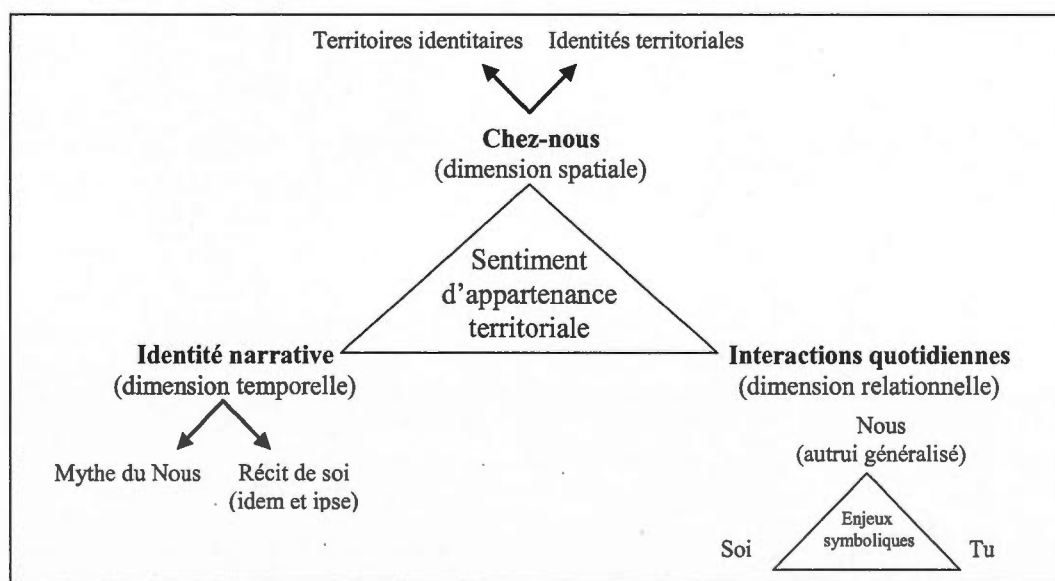 Territoires identitaires Identités territoriales
Chez-nous
(dimension spatiale)
Sentiment
d'appartenance
territoriale
Identité narrative
(dimension temporelle)
Mythe du Nous
Récit de soi
(idem et ipse)
Interactions quotidiennes
(dimension relationnelle)
Nous
(autrui généralisé)
Enjeux
symboliques
Soi
Tu